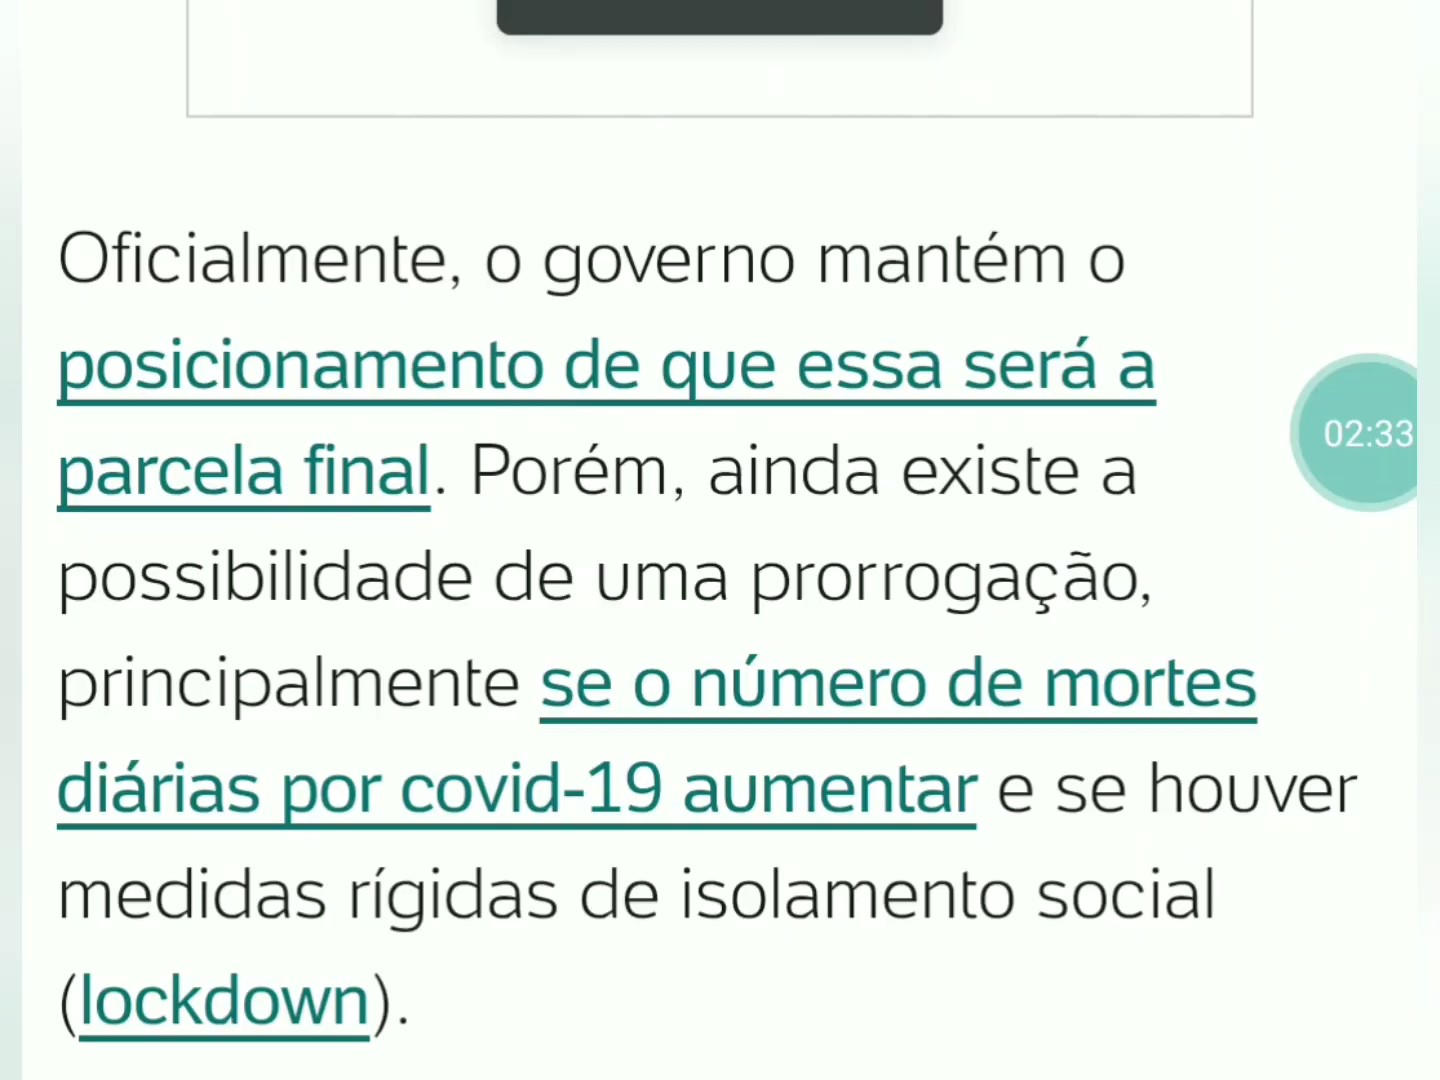 Oficialmente, o governo mantém o
posicionamento de que essa será a
parcela final. Porém, ainda existe a
02:33
possibilidade de uma prorrogação,
principalmente se o número de mortes
diárias por covid-19 aumentar e se houver
medidas rígidas de isolamento social
(lockdown).